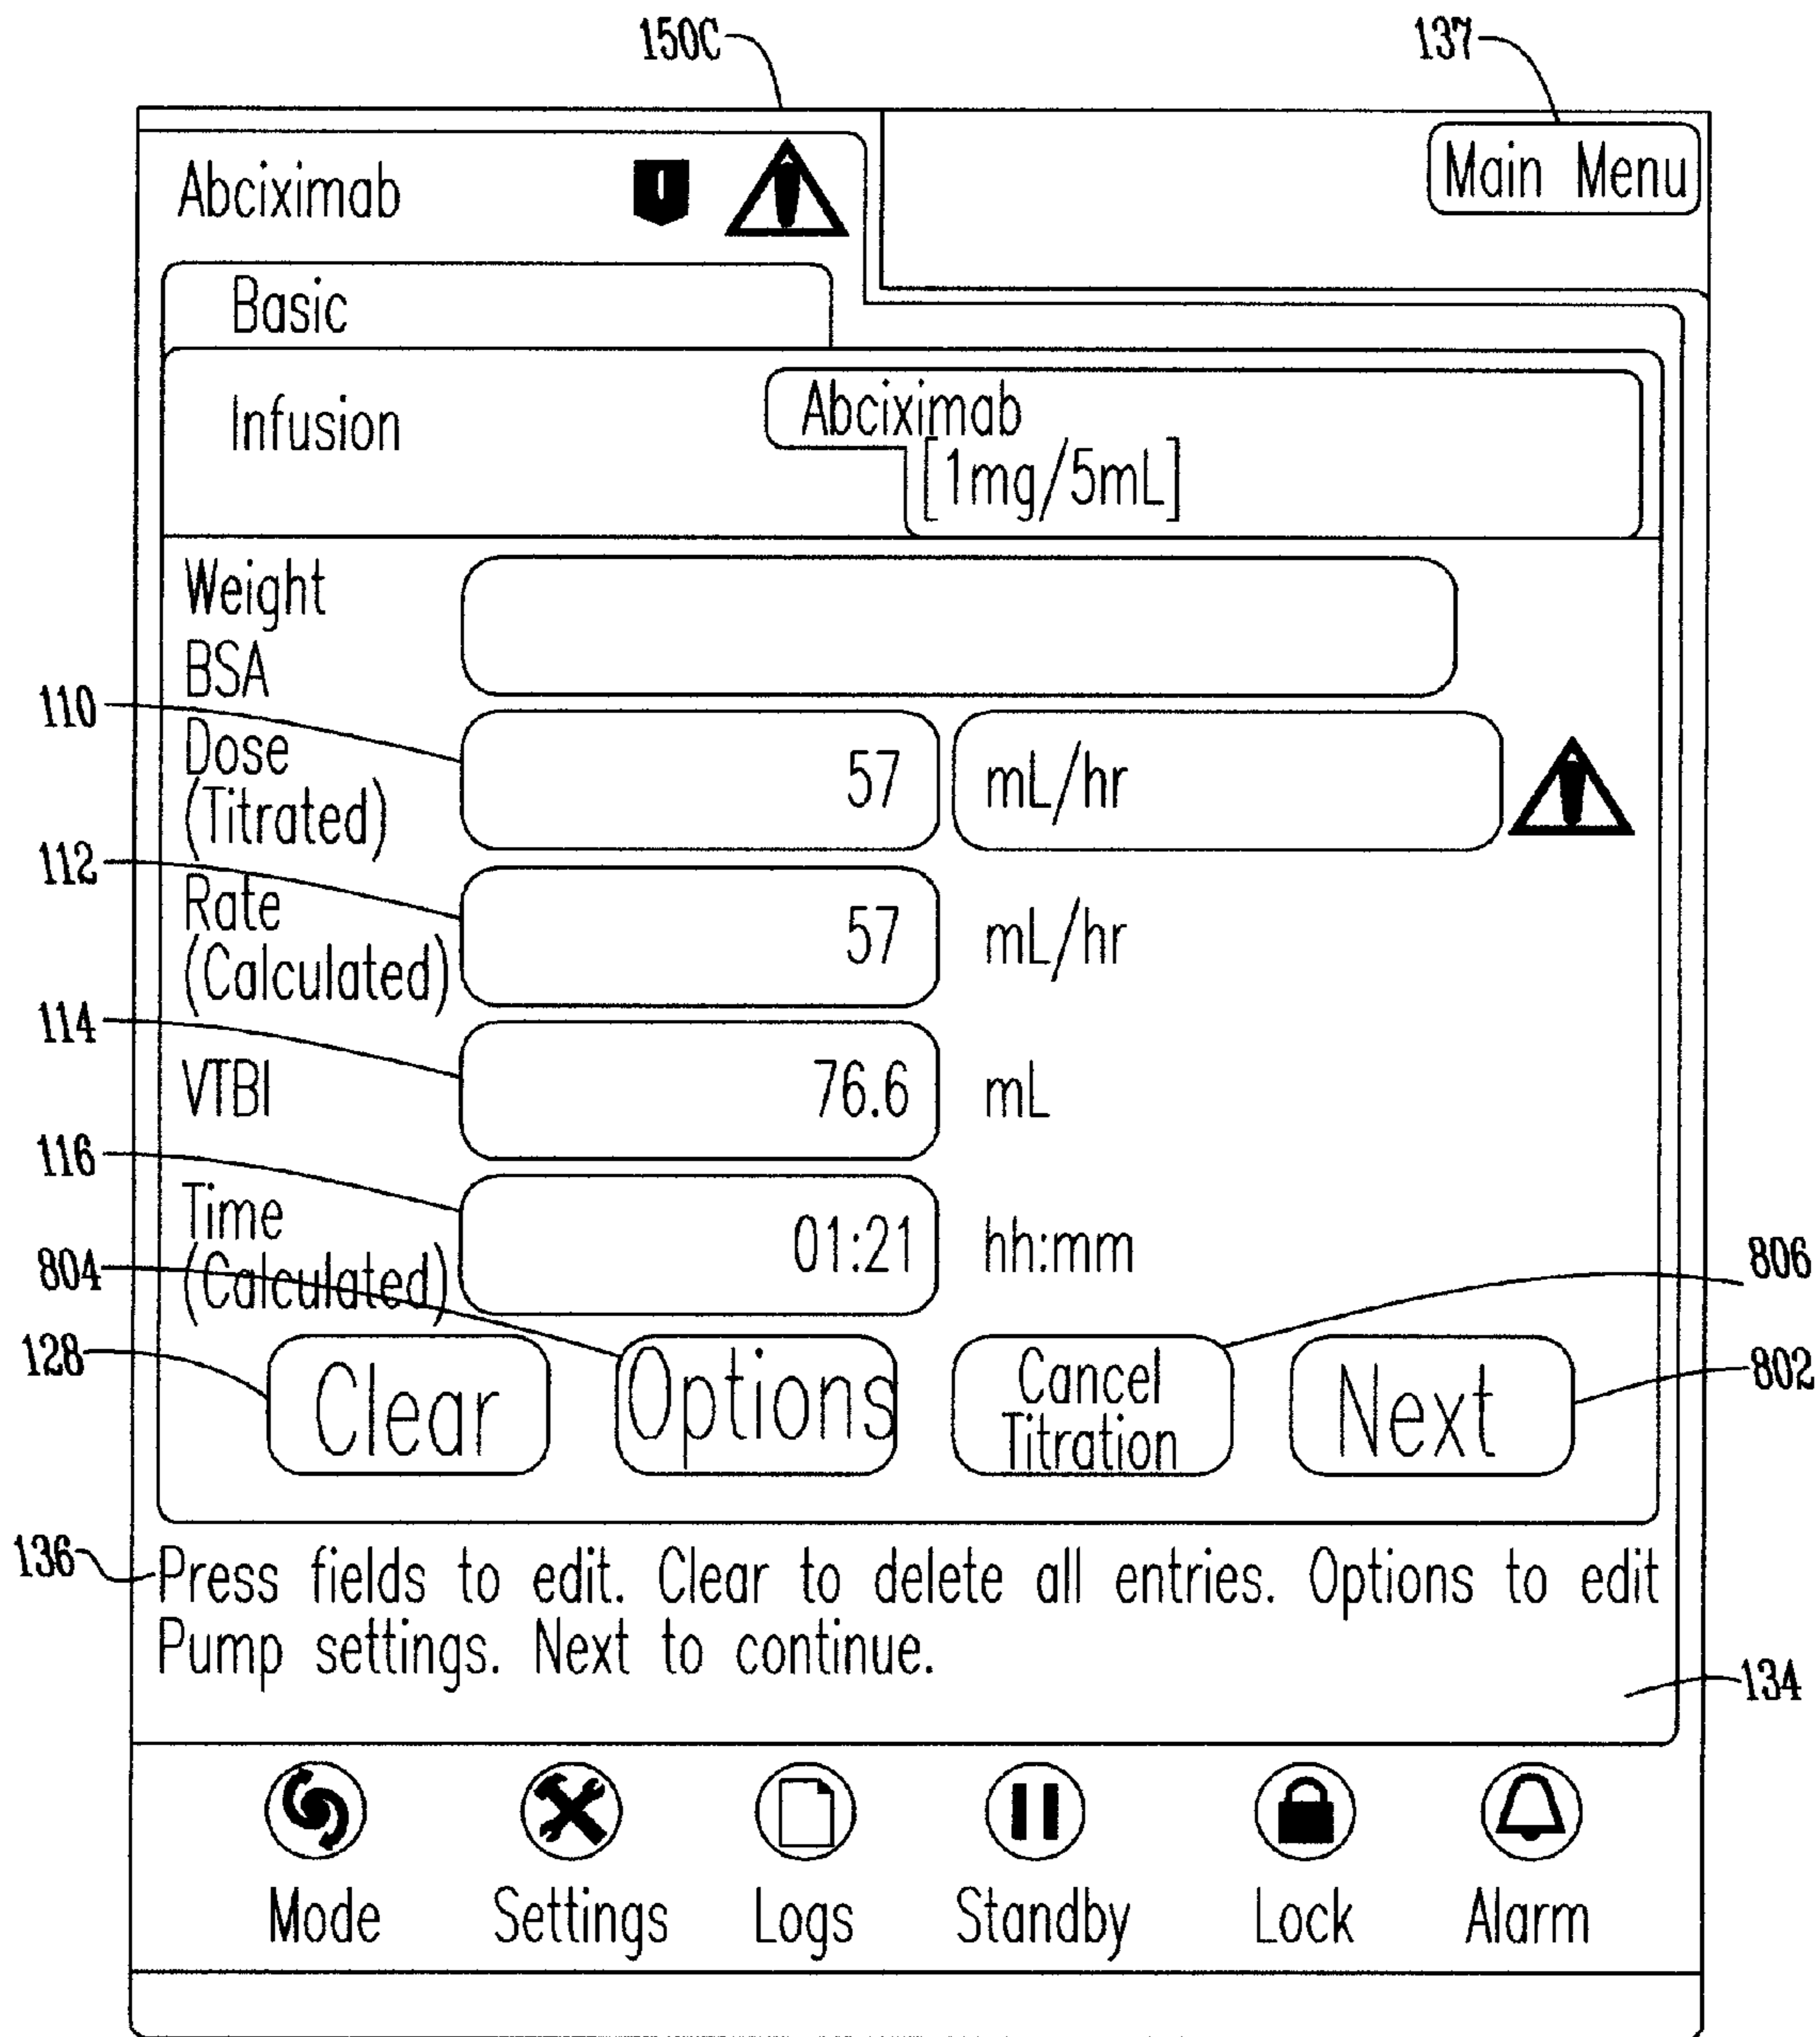 150C
137
Abciximab
Main Menu
Basic
Infusion
Abciximab
[1mg/5mL]
Weight
BSA
110
Dose
(Titrated)
57
mL/hr
112
Rate
(Calculated)
57
mL/hr
114
VTBI
76.6
mL
116
Time
(Calculated)
01:21
hh:mm
804
806
128
Clear
Options
Cancel
Titration
Next
802
136
Press fields to edit. Clear to delete all entries. Options to edit
Pump settings. Next to continue.
134
Mode
Settings
Logs
Standby
Lock
Alarm